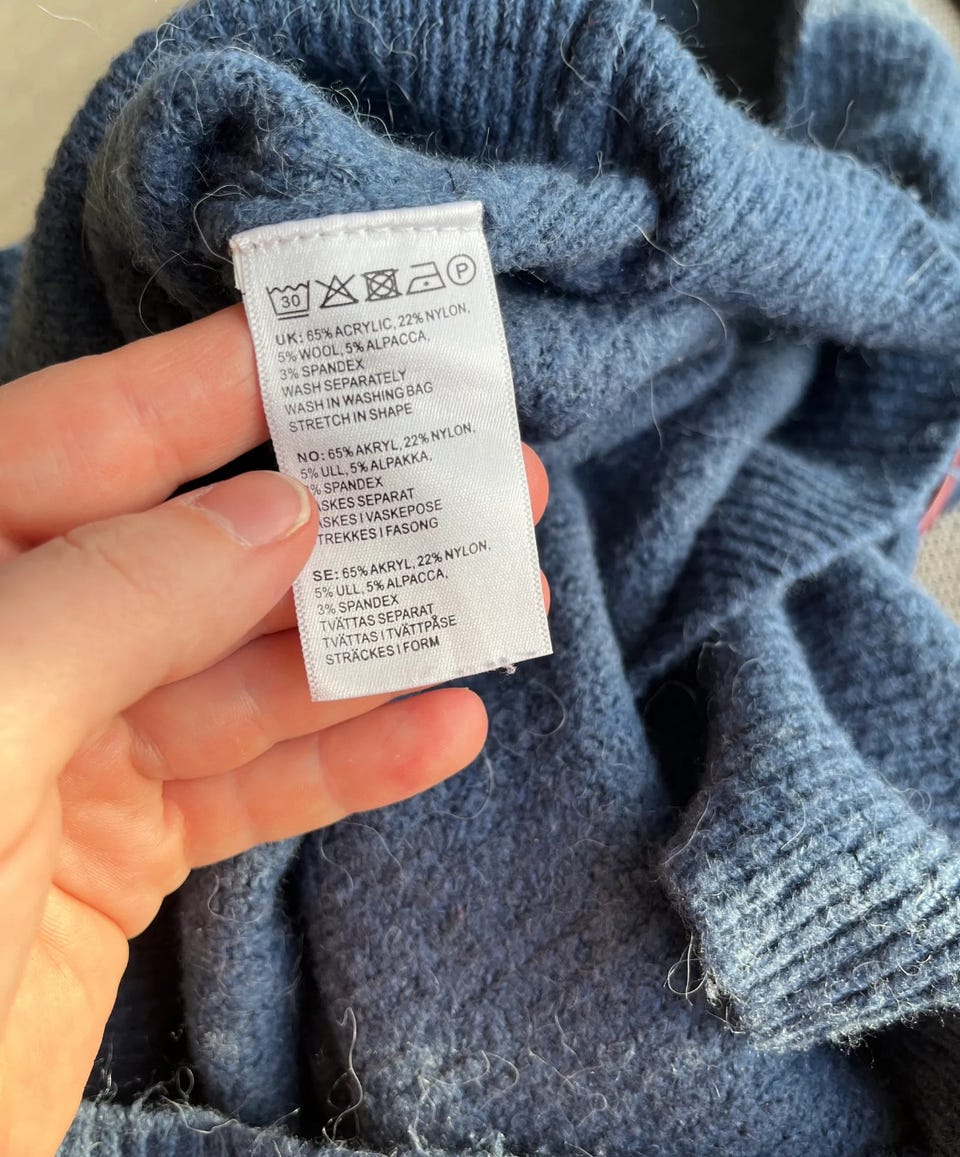 30 P
UK: 65% ACRYLIC, 22% NYLON,
5% WOOL, 5% ALPACCA,
3% SPANDEX
WASH SEPARATELY
WASH IN WASHING BAG
STRETCH IN SHAPE
NO: 65% AKRYL, 22% NYLON,
5% ULL, 5% ALPAKKA,
% SPANDEX
ASKES SEPARAT
ASKES I VASKEPOSE
TREKKES I FASONG
SE: 65% AKRYL, 22% NYLON,
5% ULL, 5% ALPACCA,
3% SPANDEX
TVÄTTAS SEPARAT
TVÄTTAS I TVÄTTPÅSE
STRÄCKES I FORM